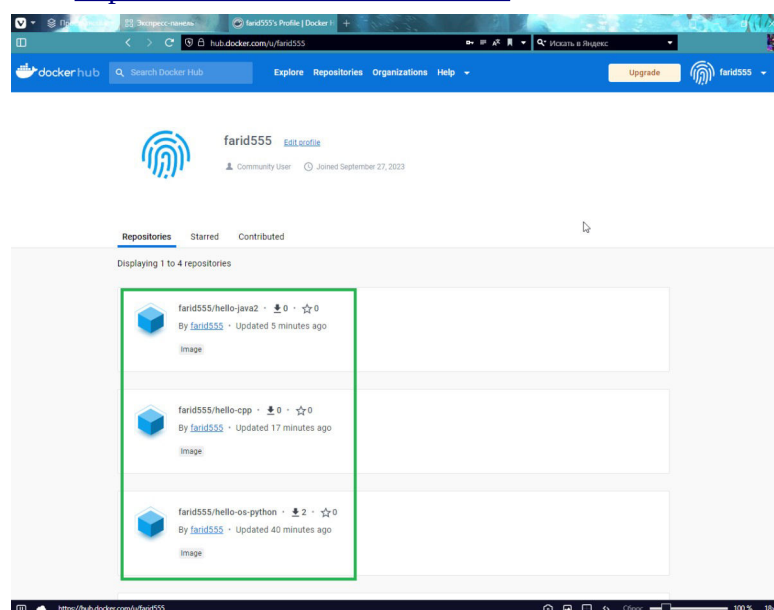 Экспресс-панель farid555's Profile | Docker H +
hub.docker.com/u/farid555 Искать в Яндекс
dockerhub Search Docker Hub Explore Repositories Organizations Help Upgrade farid555
farid555 Edit profile
Community User Joined September 27, 2023
Repositories Starred Contributed
Displaying 1 to 4 repositories
farid555/hello-java2 · 0 · 0
By farid555 · Updated 5 minutes ago
Image
farid555/hello-cpp · 0 · 0
By farid555 · Updated 17 minutes ago
Image
farid555/hello-os-python · 2 · 0
By farid555 · Updated 40 minutes ago
Image
https://hub.docker.com/u/farid555 Сброс 100 %